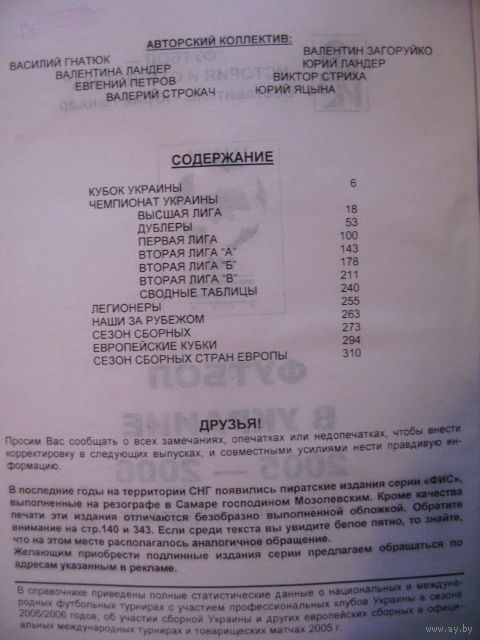 АВТОРСКИЙ КОЛЛЕКТИВ:
ВАСИЛИЙ ГНАТЮК
ВАЛЕНТИН ЗАГОРУЙКО
ВАЛЕНТИНА ЛАНДЕР
ЮРИЙ ЛАНДЕР
ЕВГЕНИЙ ПЕТРОВ
ВИКТОР СТРИХА
ВАЛЕРИЙ СТРОКАЧ
ЮРИЙ ЯЦЫНА
СОДЕРЖАНИЕ
КУБОК УКРАИНЫ 6
ЧЕМПИОНАТ УКРАИНЫ
ВЫСШАЯ ЛИГА 18
ДУБЛЕРЫ 53
ПЕРВАЯ ЛИГА 100
ВТОРАЯ ЛИГА "А" 143
ВТОРАЯ ЛИГА "Б" 178
ВТОРАЯ ЛИГА "В" 211
СВОДНЫЕ ТАБЛИЦЫ 240
ЛЕГИОНЕРЫ 255
НАШИ ЗА РУБЕЖОМ 263
СЕЗОН СБОРНЫХ 273
ЕВРОПЕЙСКИЕ КУБКИ 294
СЕЗОН СБОРНЫХ СТРАН ЕВРОПЫ 310
ДРУЗЬЯ!
Просим Вас сообщать о всех замечаниях, опечатках или недопечатках, чтобы внести
корректировку в следующих выпусках, и совместными усилиями нести правдивую ин-
формацию.
В последние годы на территории СНГ появились пиратские издания серии «ФИС»,
выполненные на резографе в Самаре господином Мозолевским. Кроме качества
печати эти издания отличаются безобразно выполненной обложкой. Обратите
внимание на стр.140 и 343. Если среди текста вы увидите белое пятно, то знайте,
что на этом месте располагалось аналогичное обращение.
Желающим приобрести подлинные издания серии предлагаем обращаться по
адресам указанным в рекламе.
В справочнике приведены полные статистические данные о национальных и междуна-
родных футбольных турнирах с участием профессиональных клубов Украины в сезоне
2005/2006 годов, об участии сборной Украины и других европейских сборных в официа-
льных международных турнирах и товарищеских матчах 2005 г.
www.ay.by